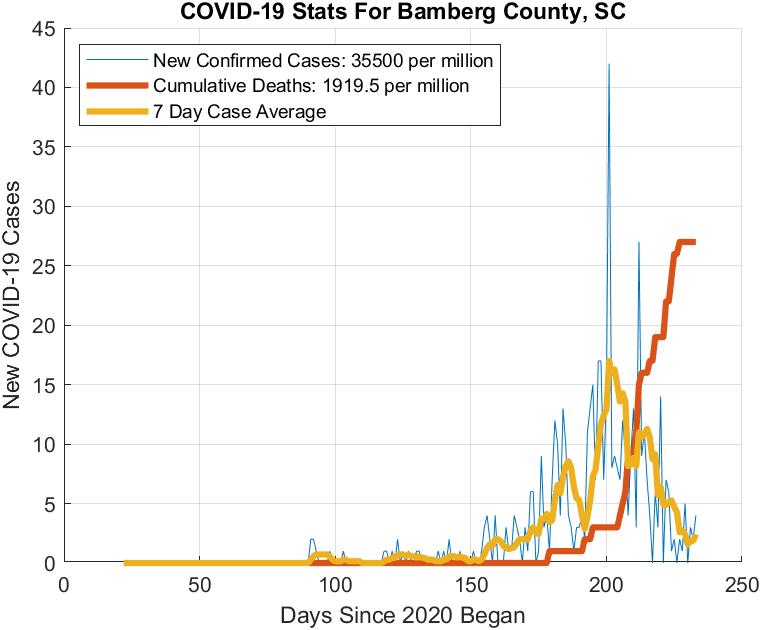 COVID-19 Stats For Bamberg County, SC
New Confirmed Cases: 35500 per million
Cumulative Deaths: 1919.5 per million
7 Day Case Average
New COVID-19 Cases
45
40
35
30
25
20
15
10
5
0
0 50 100 150 200 250
Days Since 2020 Began